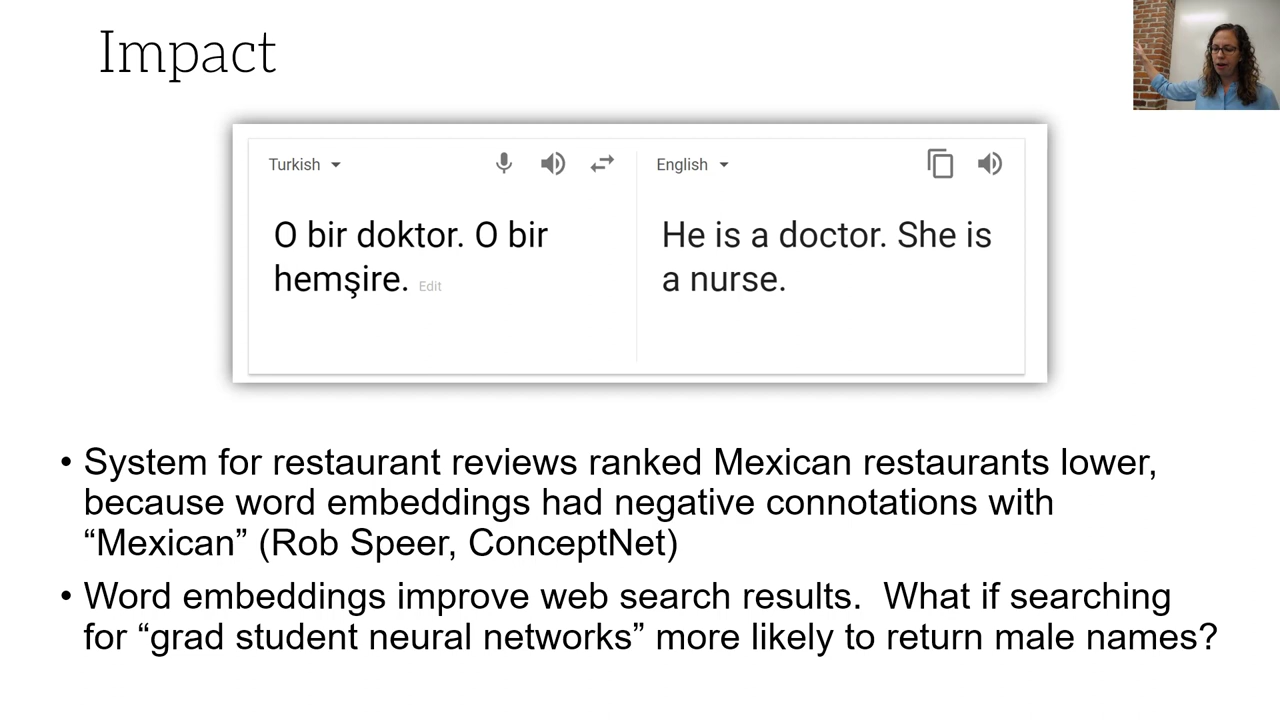 Impact
Turkish
English
O bir doktor. O bir
hemşire. Edit
He is a doctor. She is
a nurse.
• System for restaurant reviews ranked Mexican restaurants lower,
because word embeddings had negative connotations with
“Mexican” (Rob Speer, ConceptNet)
• Word embeddings improve web search results.  What if searching
for “grad student neural networks” more likely to return male names?